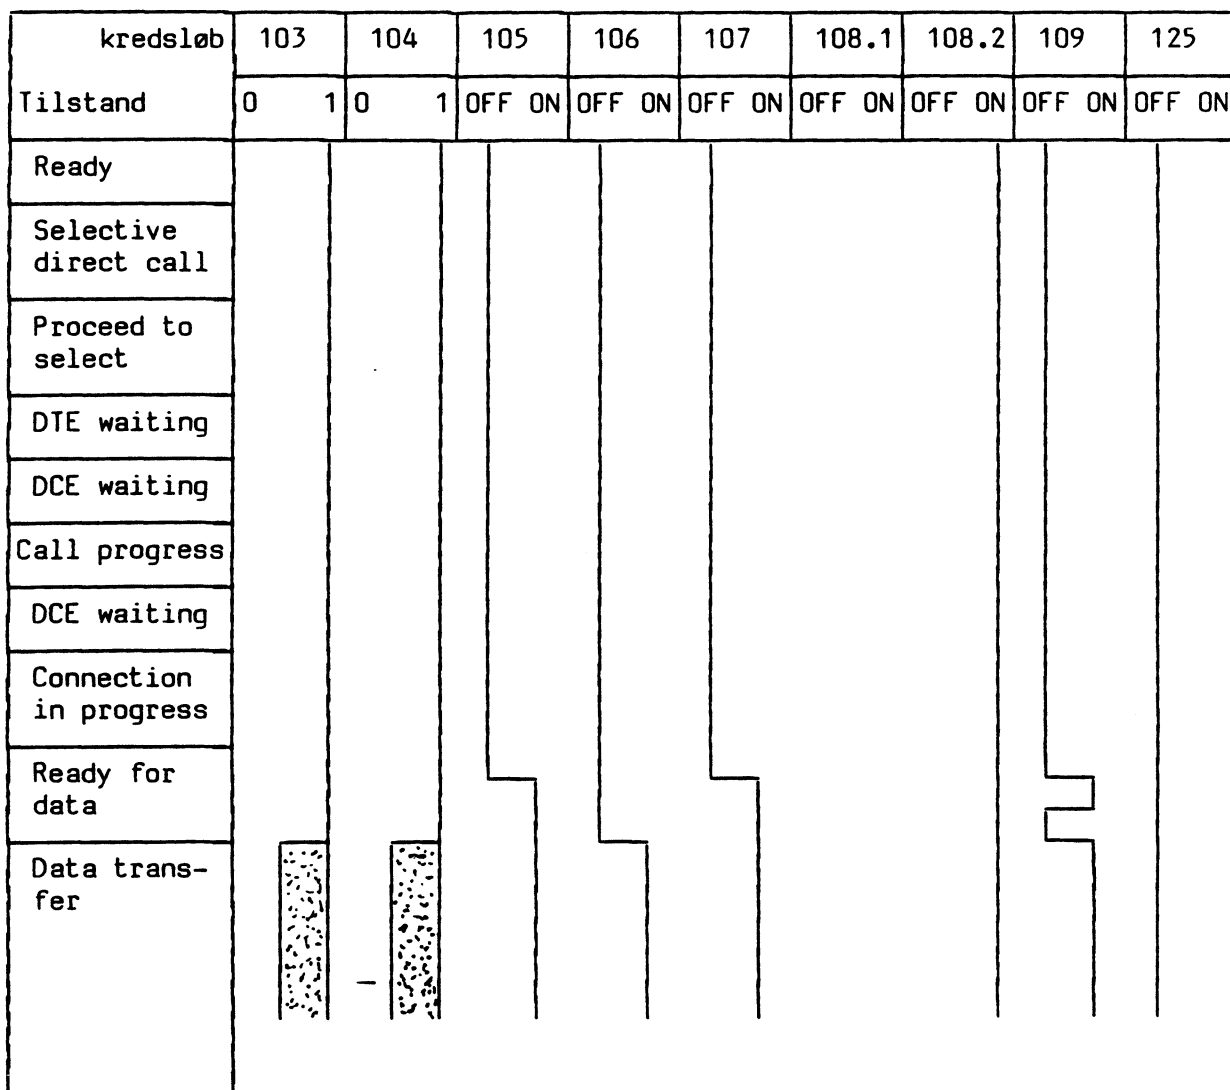 kredsløb 103 104 105 106 107 108.1 108.2 109 125
Tilstand 0 1 0 1 OFF ON OFF ON OFF ON OFF ON OFF ON OFF ON OFF ON
Ready
Selective
direct call
Proceed to
select
DTE waiting
DCE waiting
Call progress
DCE waiting
Connection
in progress
Ready for
data
Data trans-
fer